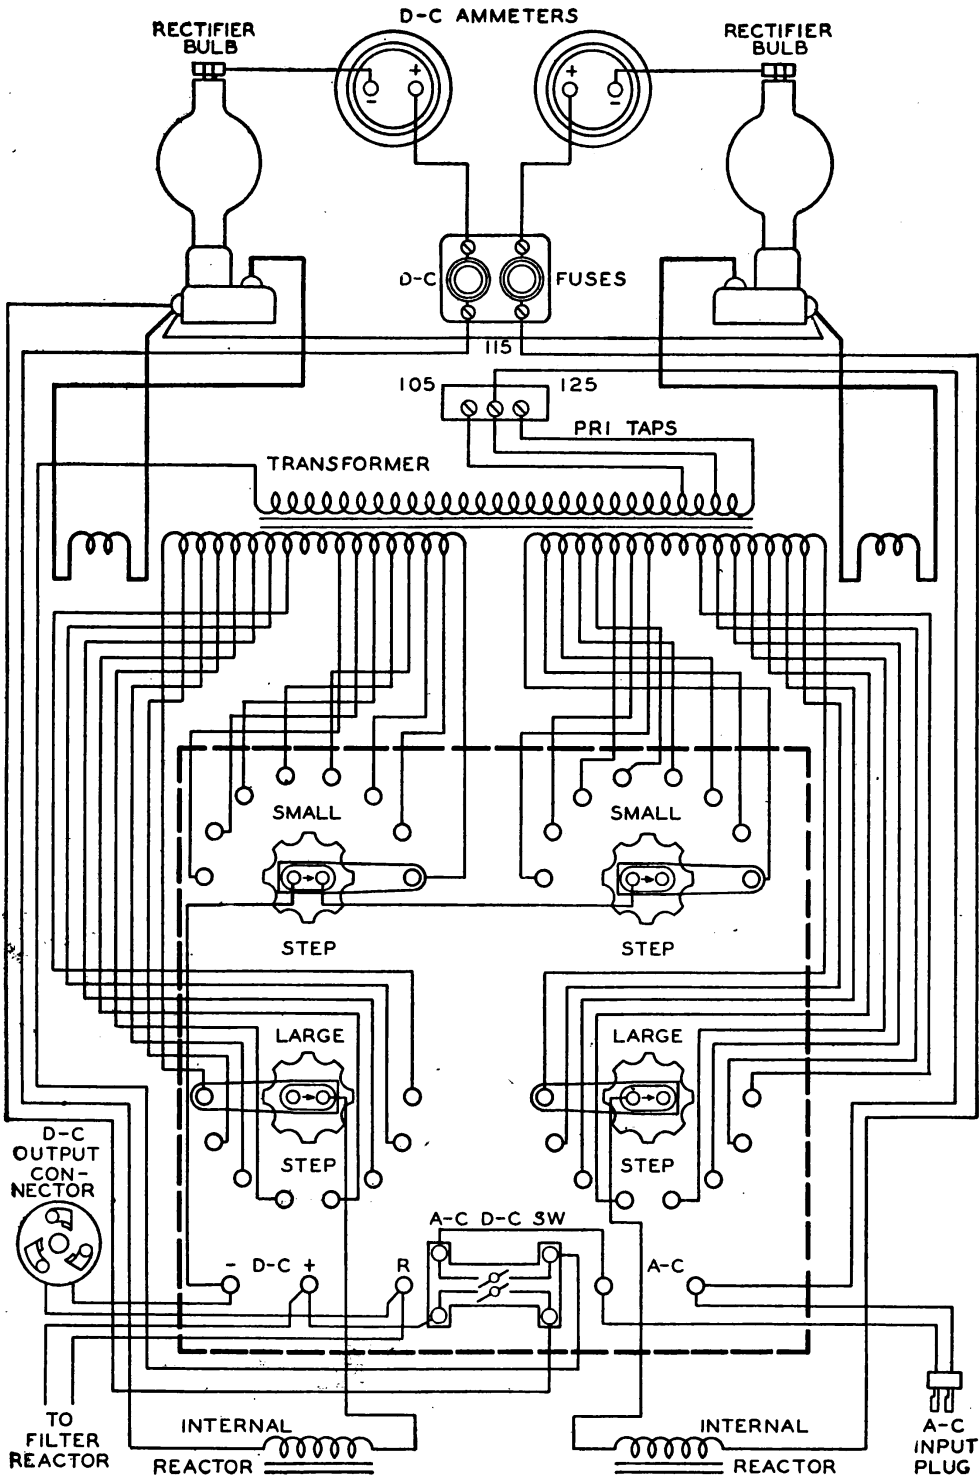 D-C AMMETERS
RECTIFIER
BULB
RECTIFIER
BULB
+
-
+
-
D-C
FUSES
115
105
125
PRI TAPS
TRANSFORMER
SMALL
STEP
SMALL
STEP
LARGE
STEP
LARGE
STEP
D-C
OUTPUT
CON-
NECTOR
A-C D-C SW
- D-C +
R
A-C
TO
FILTER
REACTOR
INTERNAL
REACTOR
INTERNAL
REACTOR
A-C
INPUT
PLUG